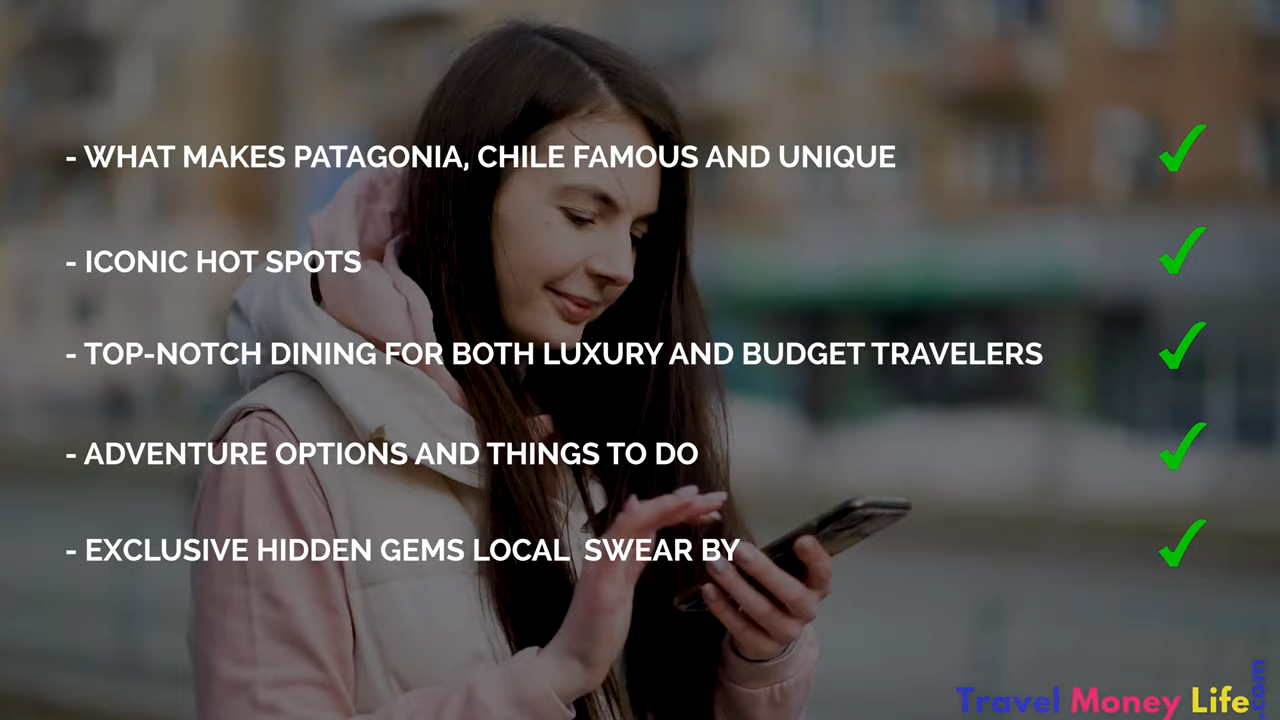 - WHAT MAKES PATAGONIA, CHILE FAMOUS AND UNIQUE
- ICONIC HOT SPOTS
- TOP-NOTCH DINING FOR BOTH LUXURY AND BUDGET TRAVELERS
- ADVENTURE OPTIONS AND THINGS TO DO
- EXCLUSIVE HIDDEN GEMS LOCAL  SWEAR BY
Travel Money Life.com